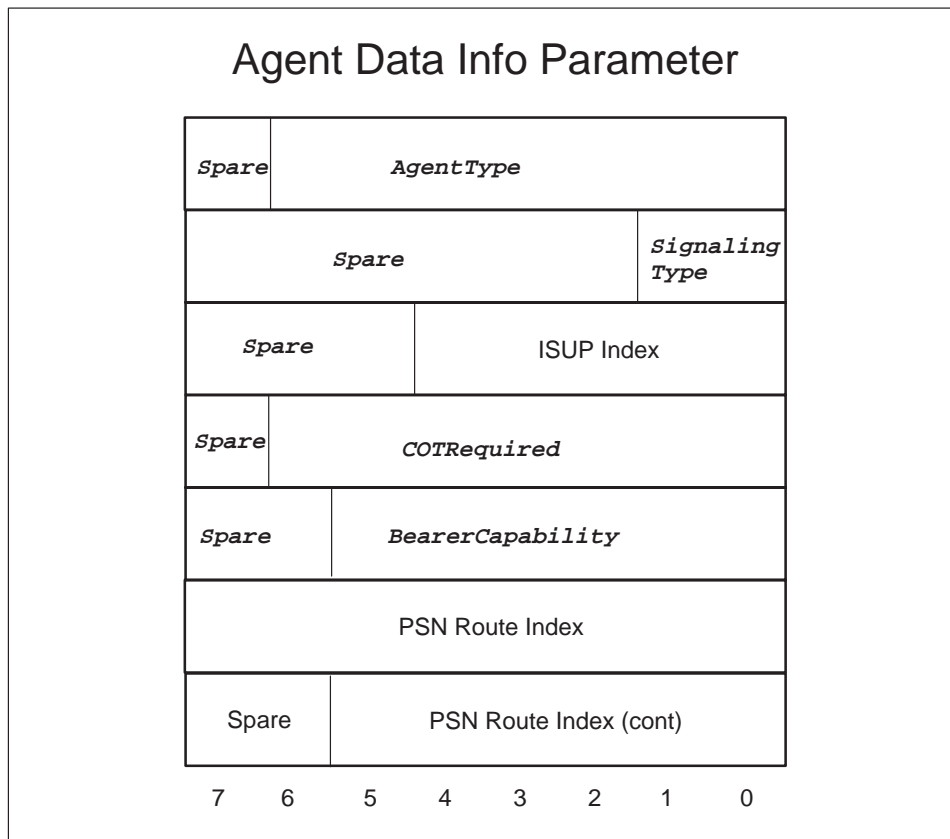 Agent Data Info Parameter
Spare AgentType
Spare Signaling
Type
Spare ISUP Index
Spare COTRequired
Spare BearerCapability
PSN Route Index
Spare PSN Route Index (cont)
7 6 5 4 3 2 1 0